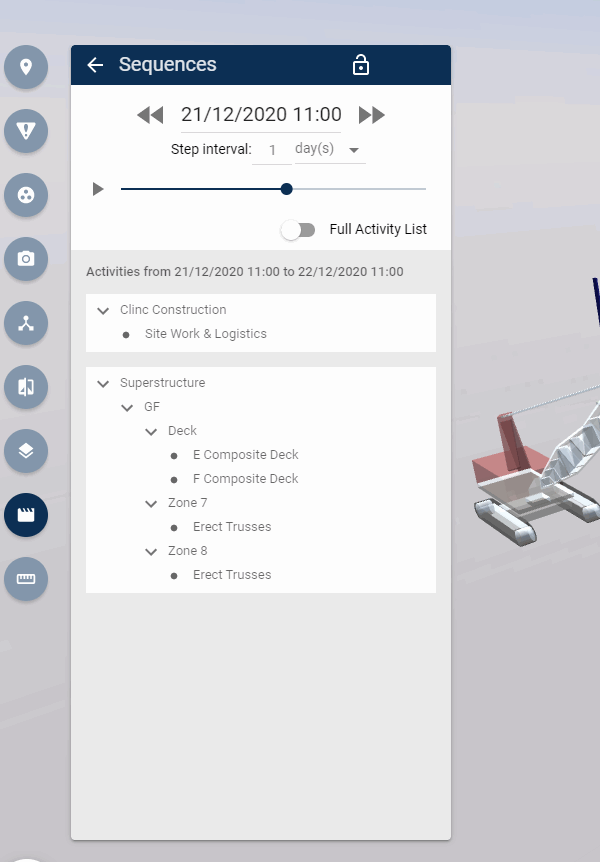 Sequences
21/12/2020 11:00
Step interval: 1 day(s)
Full Activity List
Activities from 21/12/2020 11:00 to 22/12/2020 11:00
Clinc Construction
Site Work & Logistics
Superstructure
GF
Deck
E Composite Deck
F Composite Deck
Zone 7
Erect Trusses
Zone 8
Erect Trusses